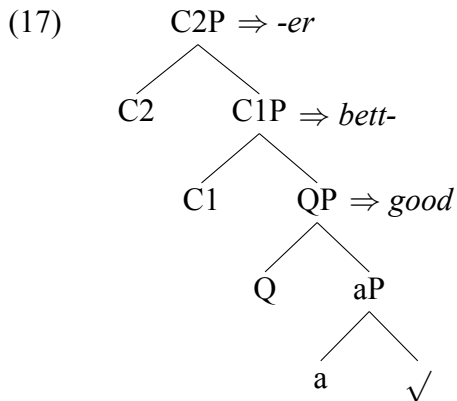 (17) C2P ⇒ -er
C2 C1P ⇒ bett-
C1 QP ⇒ good
Q aP
a √